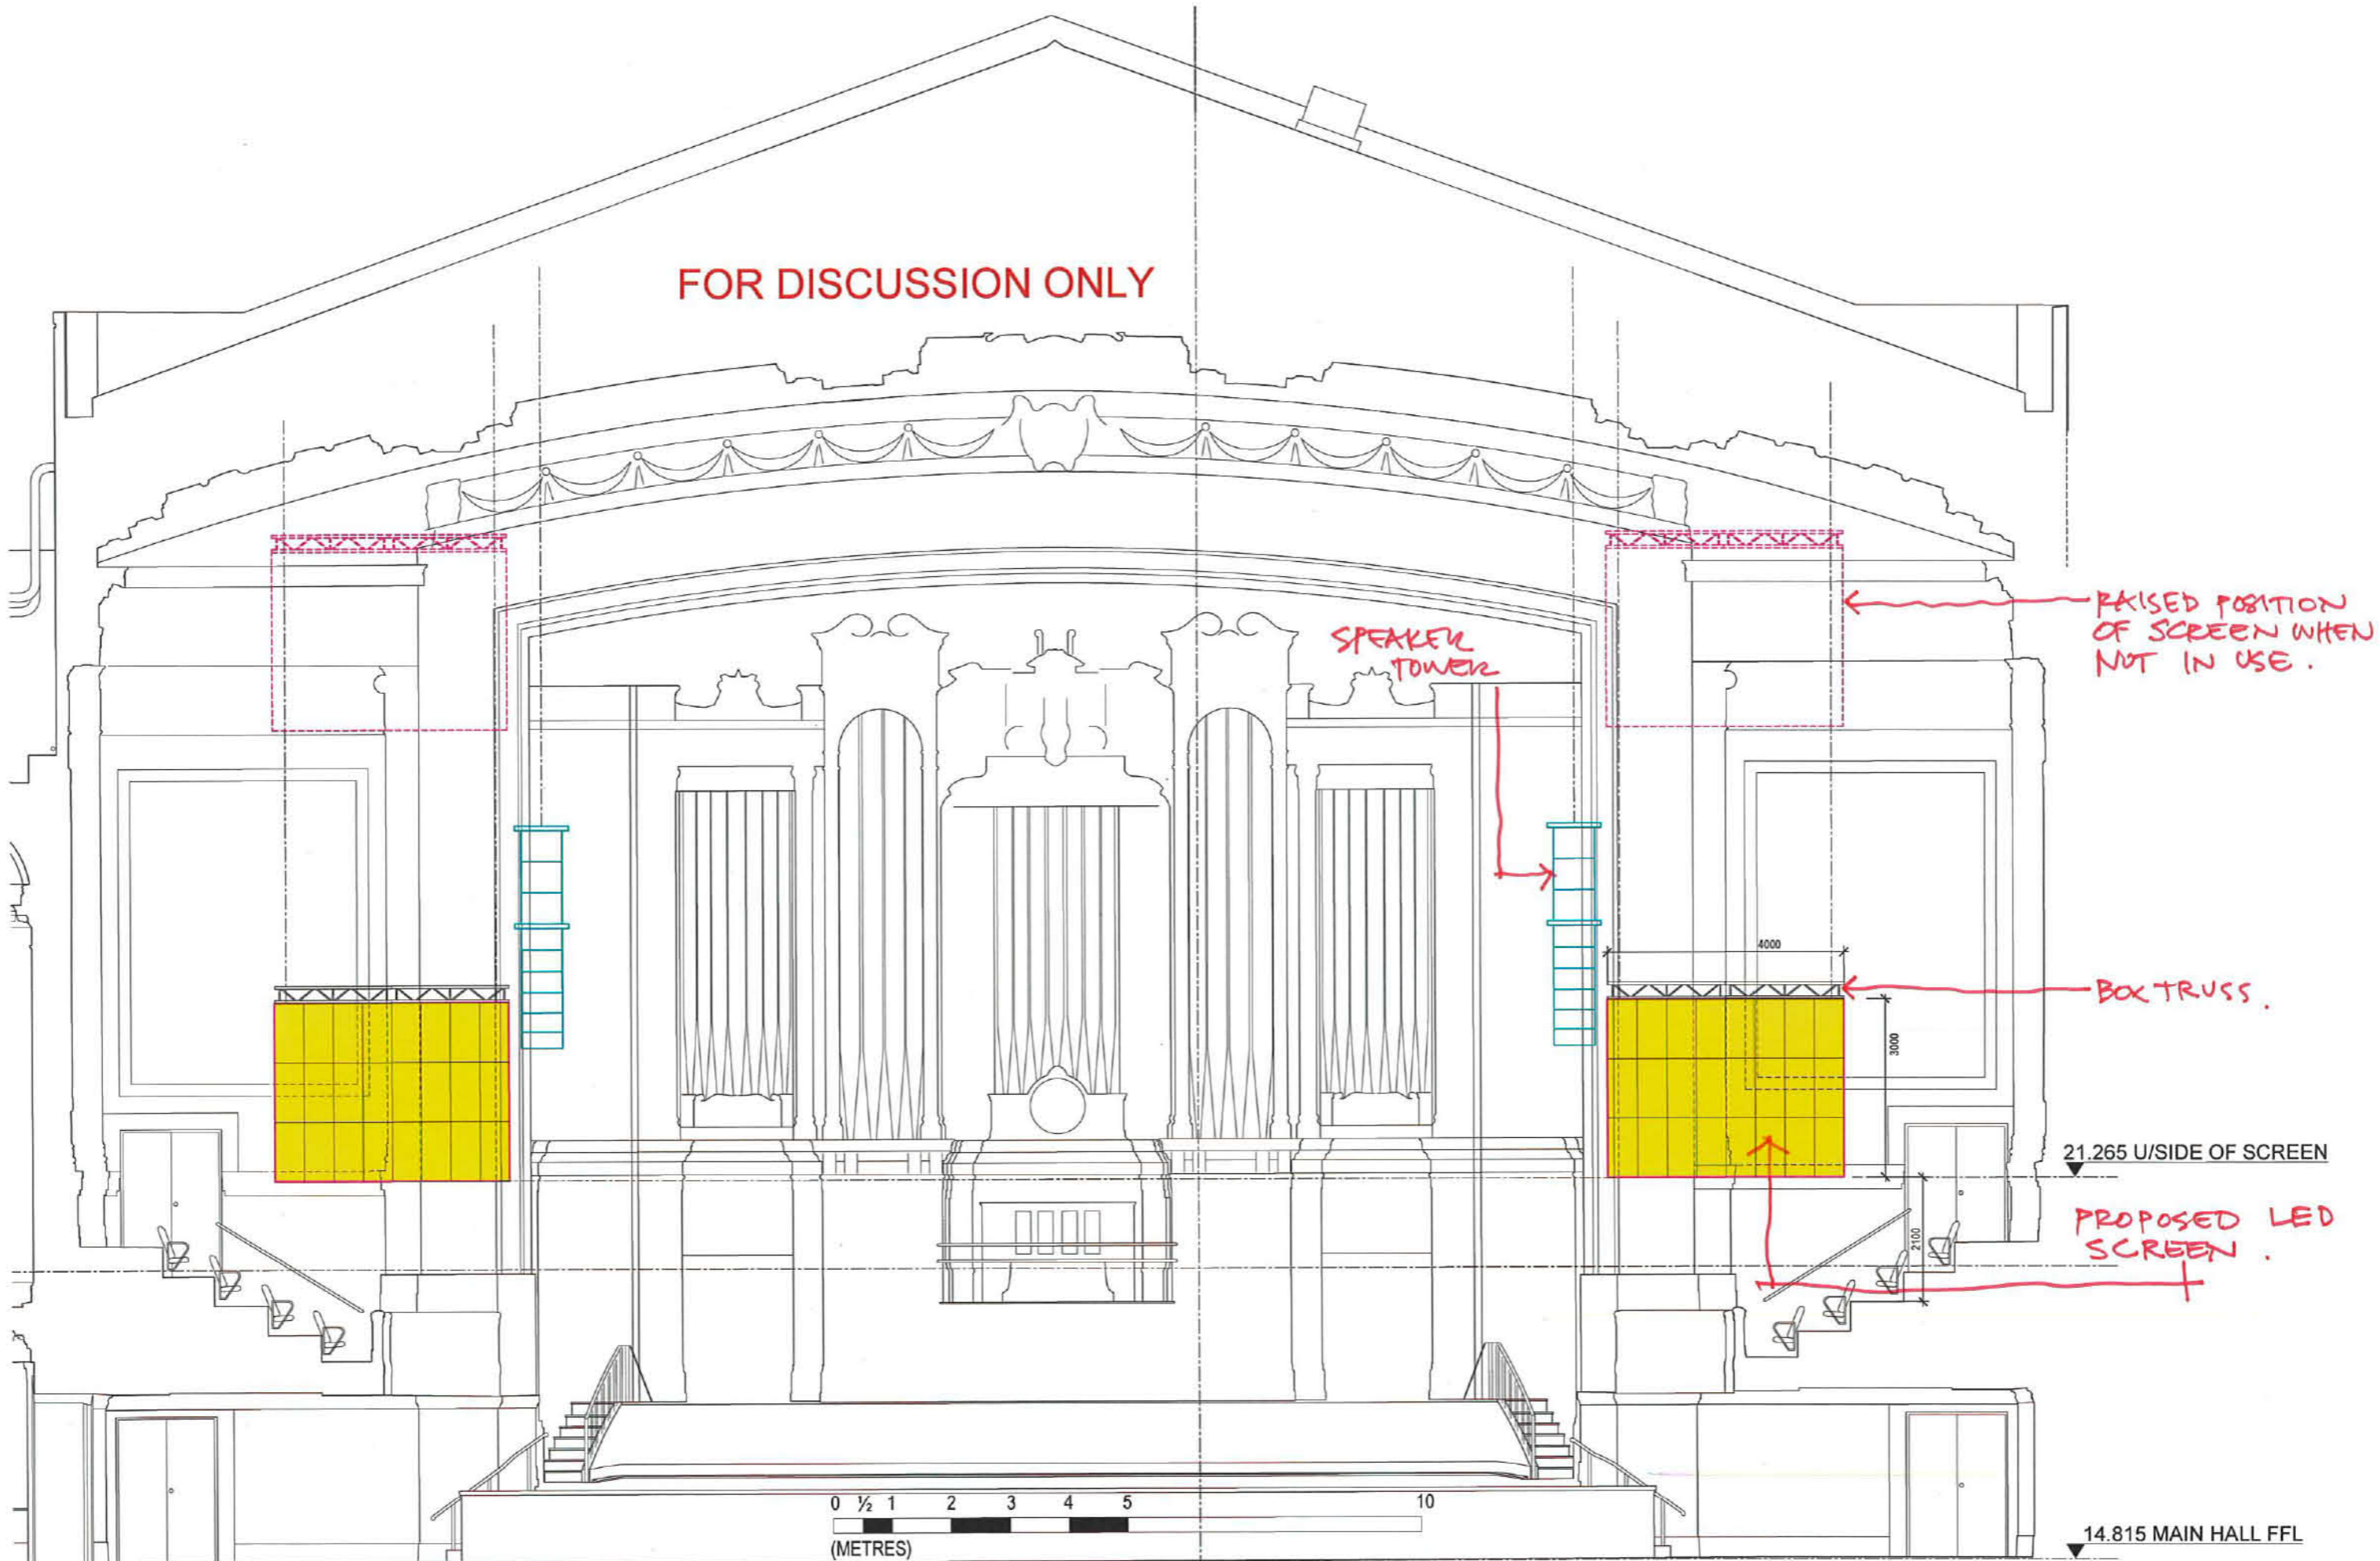 FOR DISCUSSION ONLY
SPEAKER
TOWER
RAISED POSITION
OF SCREEN WHEN
NOT IN USE.
4000
BOX TRUSS.
3000
21.265 U/SIDE OF SCREEN
PROPOSED LED
SCREEN.
2100
0 ½ 1 2 3 4 5 10
(METRES)
14.815 MAIN HALL FFL